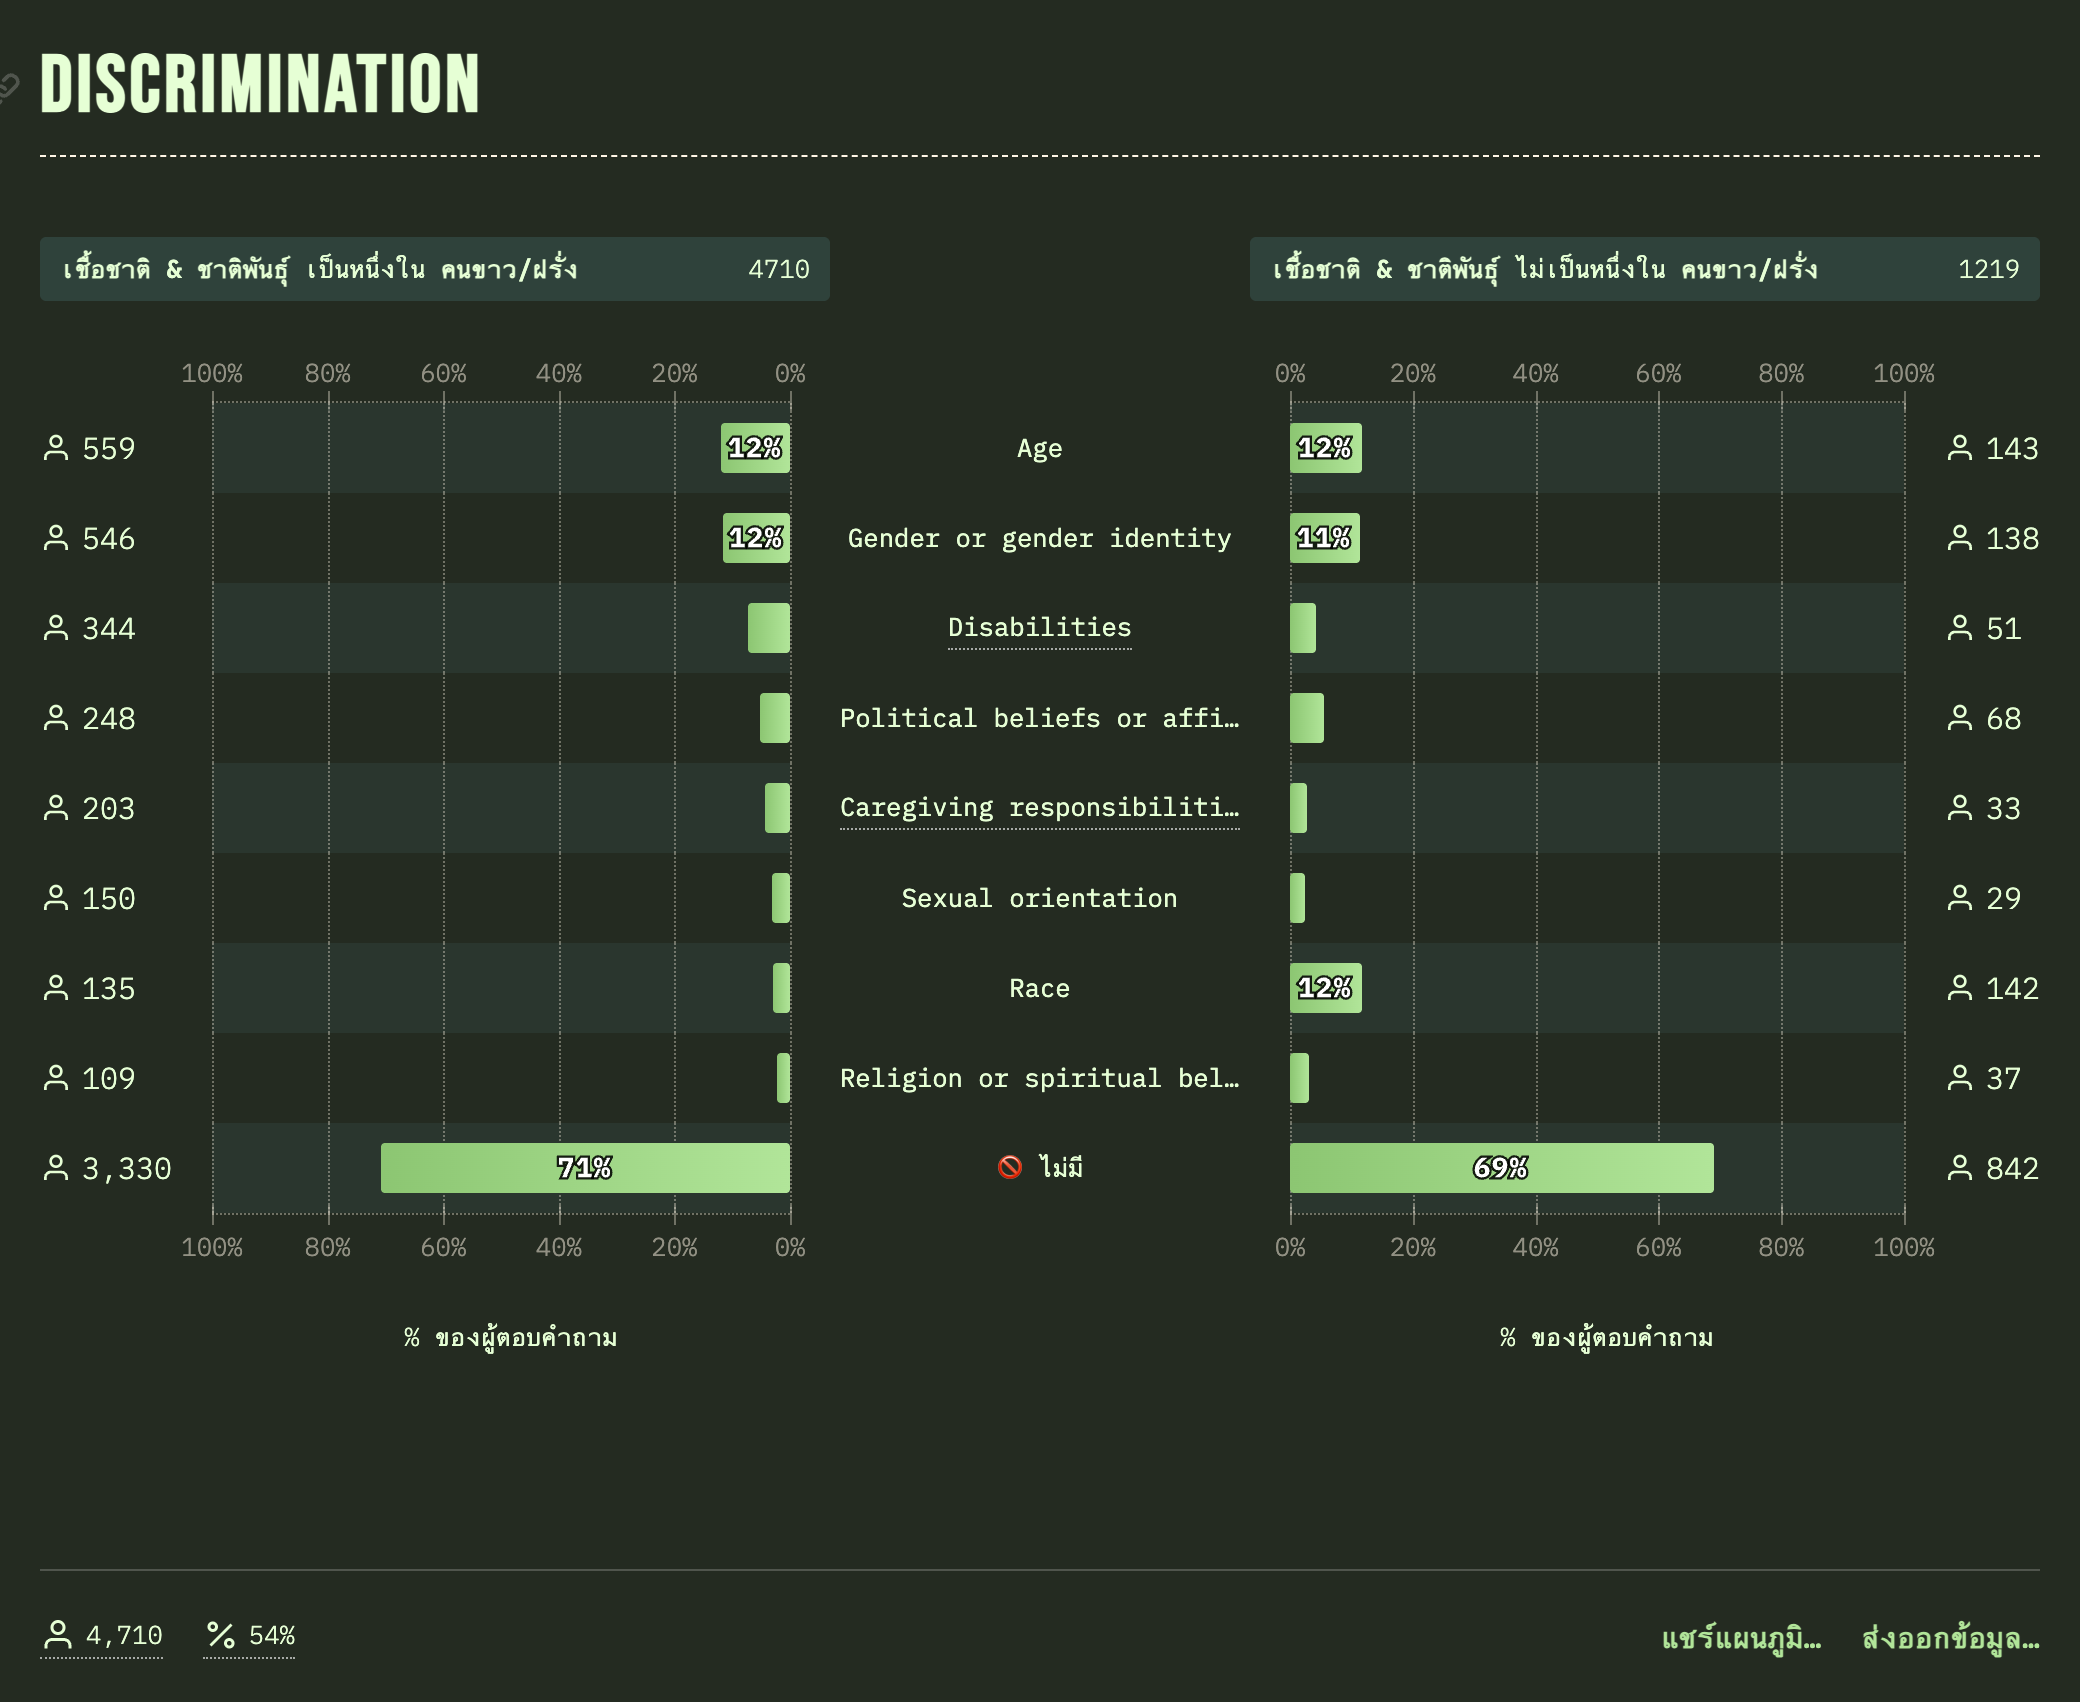 DISCRIMINATION
เชื้อชาติ & ชาติพันธุ์ เป็นหนึ่งใน คนขาว/ฝรั่ง 4710
เชื้อชาติ & ชาติพันธุ์ ไม่เป็นหนึ่งใน คนขาว/ฝรั่ง 1219
100% 80% 60% 40% 20% 0% 0% 20% 40% 60% 80% 100%
559 12% Age 12% 143
546 12% Gender or gender identity 11% 138
344 Disabilities 51
248 Political beliefs or affi… 68
203 Caregiving responsibiliti… 33
150 Sexual orientation 29
135 Race 12% 142
109 Religion or spiritual bel… 37
3,330 71% ไม่มี 69% 842
100% 80% 60% 40% 20% 0% 0% 20% 40% 60% 80% 100%
% ของผู้ตอบคำถาม % ของผู้ตอบคำถาม
4,710 % 54% แชร์แผนภูมิ… ส่งออกข้อมูล…